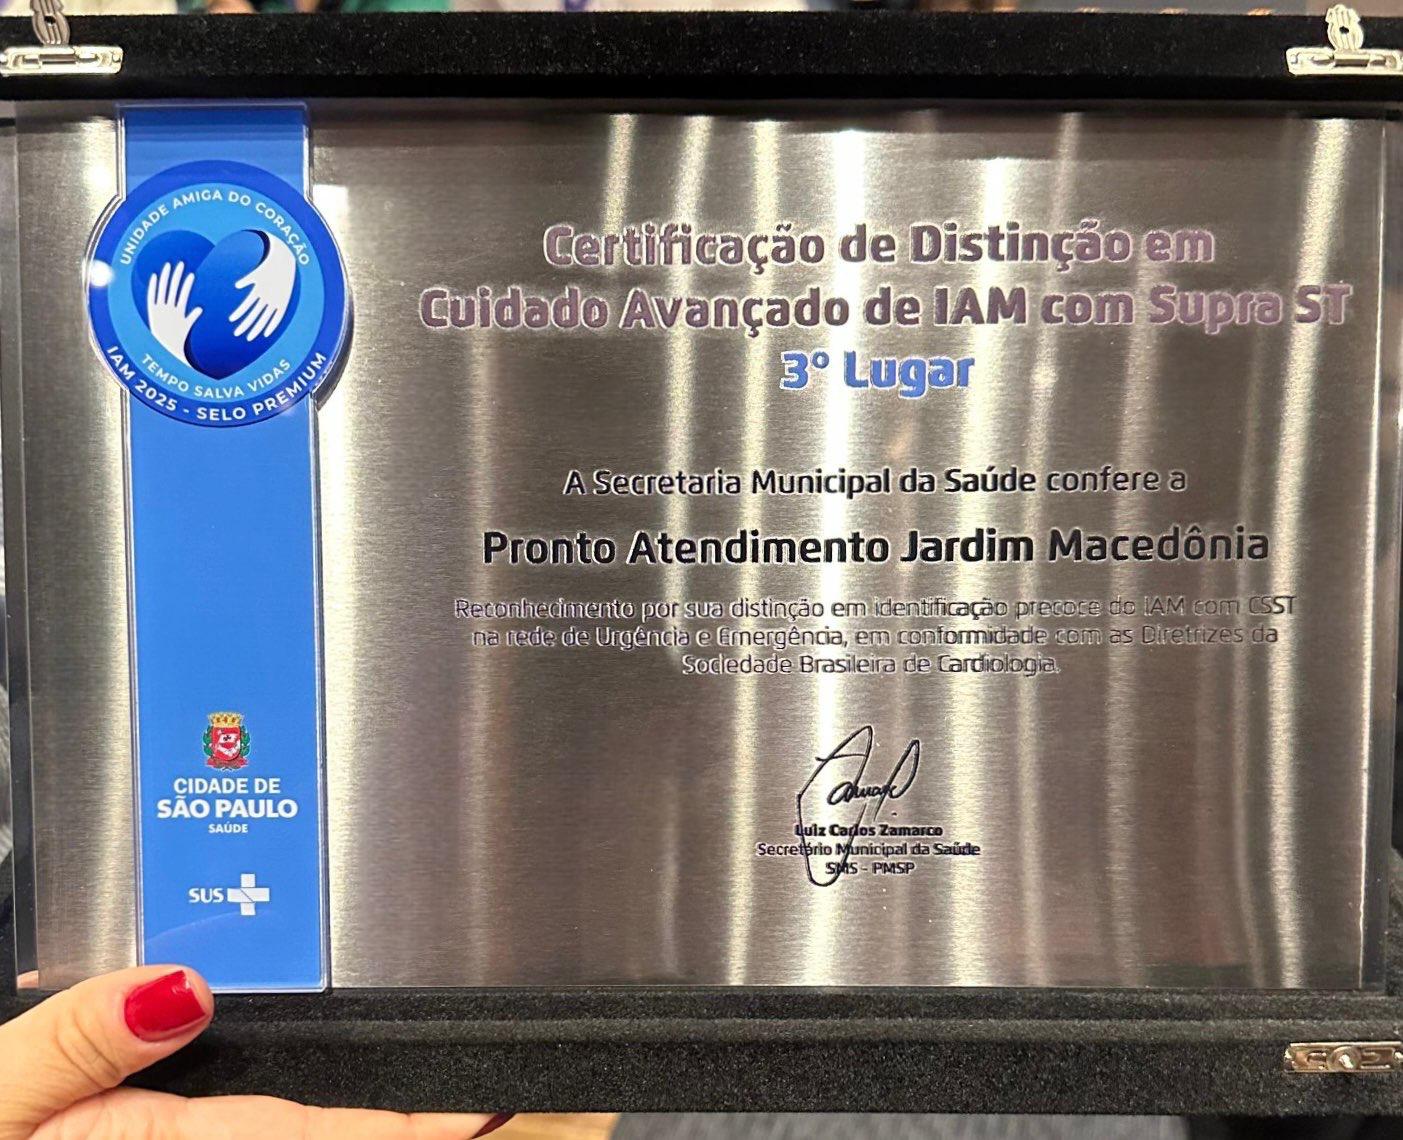 UNIDADE AMIGA DO CORAÇÃO
TEMPO SALVA VIDAS
IAM 2025 - SELO PREMIUM
Certificação de Distinção em
Cuidado Avançado de IAM com Supra ST
3º Lugar
A Secretaria Municipal da Saúde confere a
Pronto Atendimento Jardim Macedônia
Reconhecimento por sua distinção em identificação precoce do IAM com CSST
na rede de Urgência e Emergência, em conformidade com as Diretrizes da
Sociedade Brasileira de Cardiologia.
Luiz Carlos Zamarco
Secretário Municipal da Saúde
SMS - PMSP
CIDADE DE
SÃO PAULO
SAÚDE
SUS